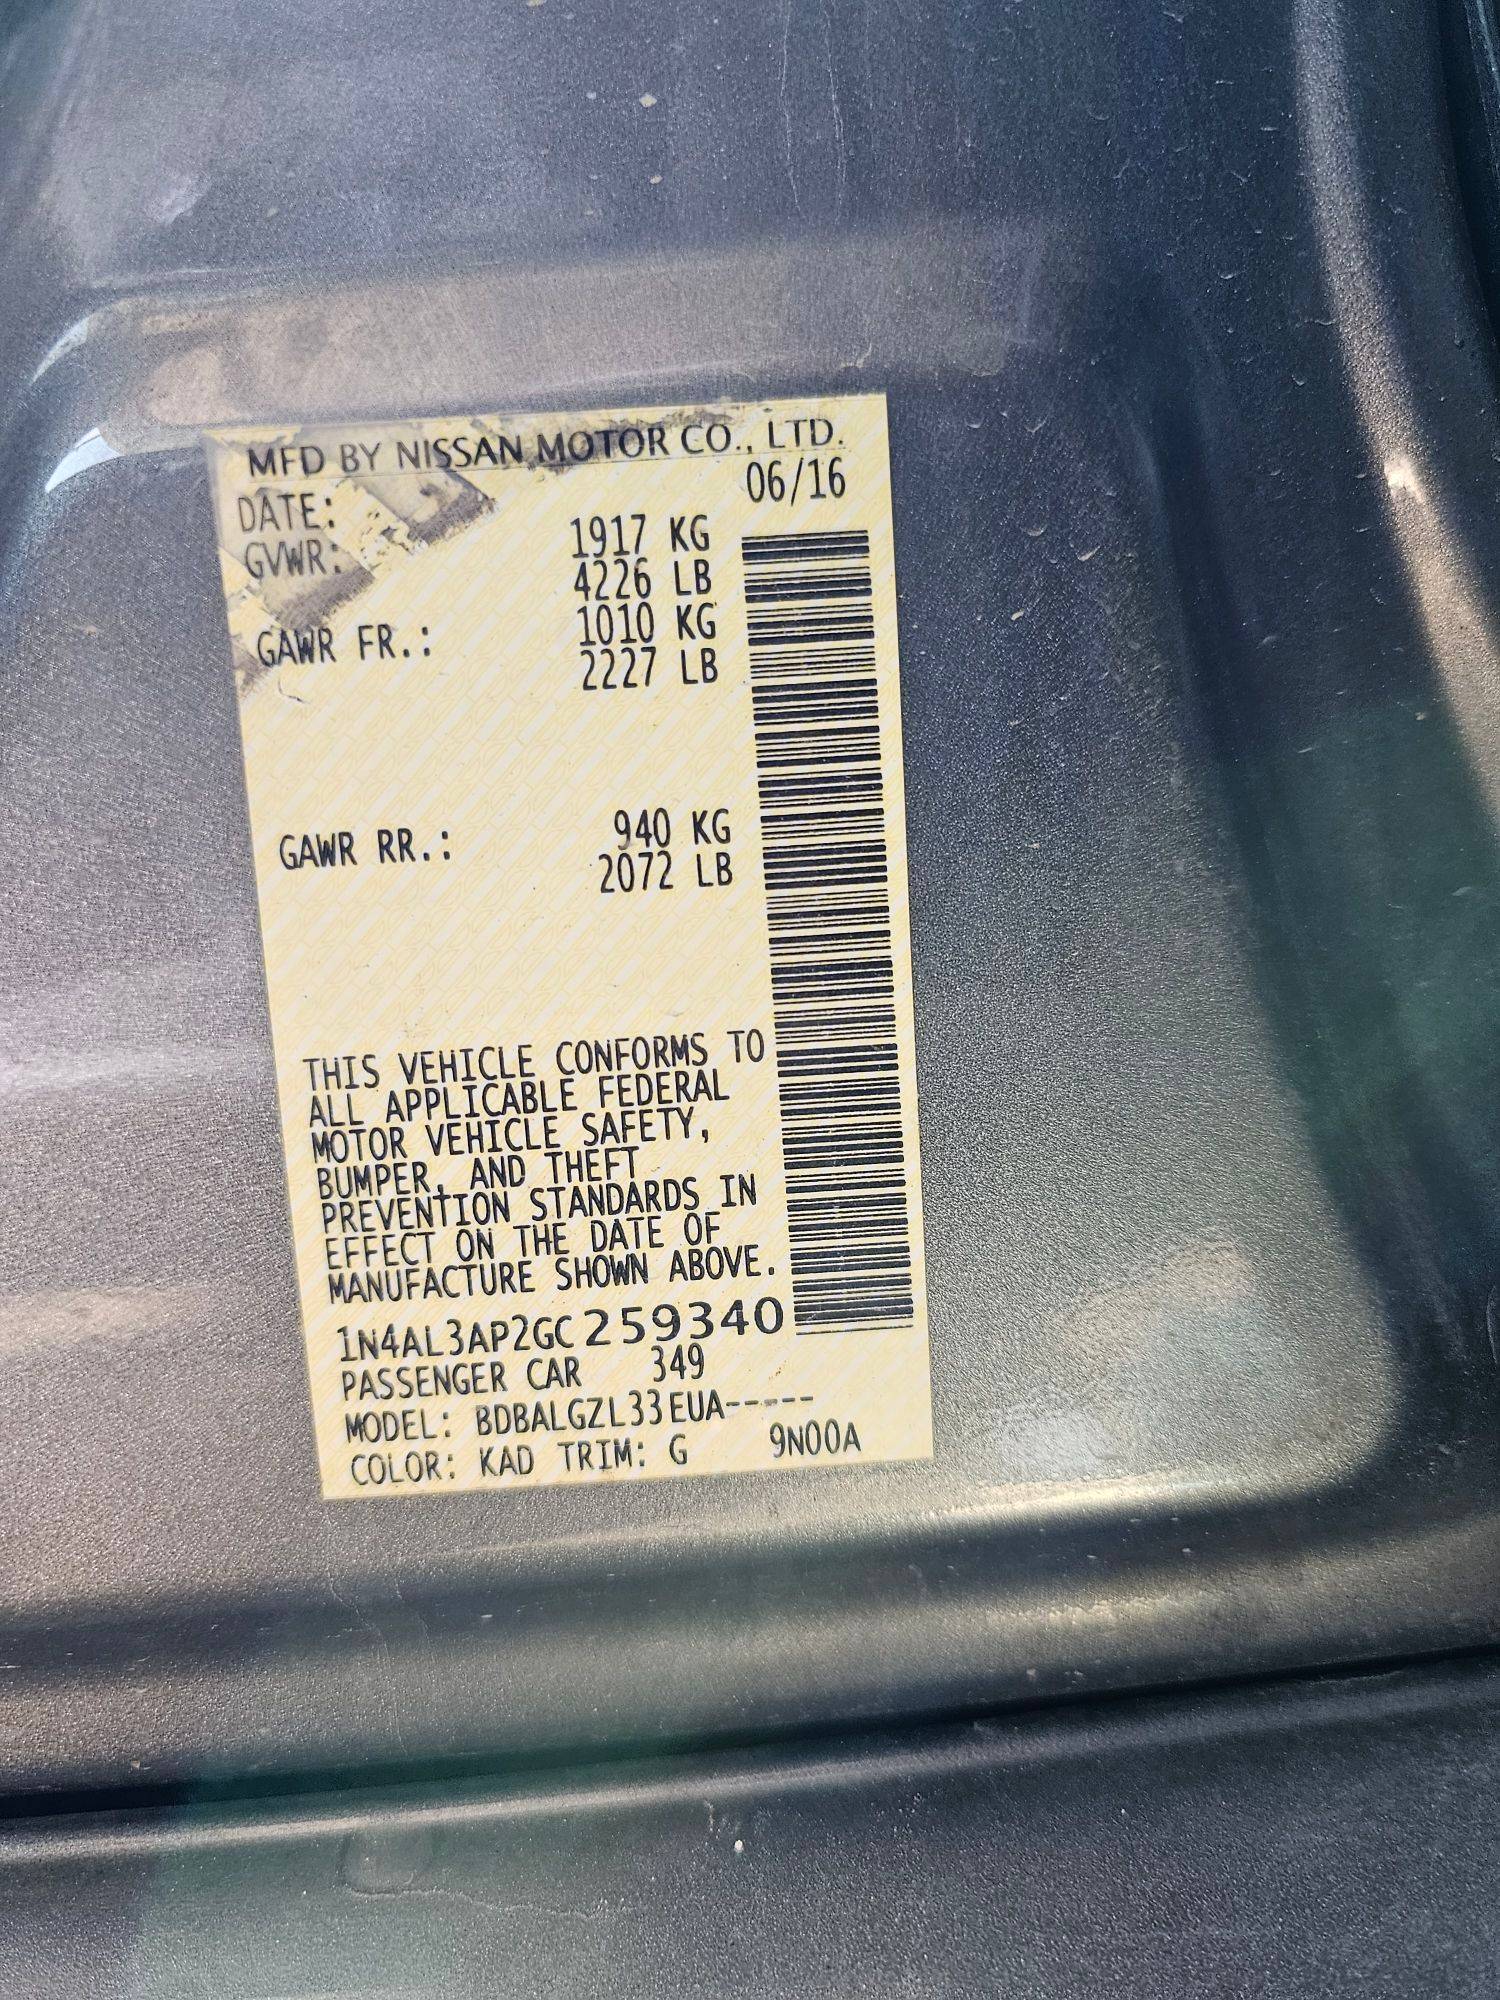 MFD BY NISSAN MOTOR CO., LTD.
DATE: 06/16
GVWR: 1917 KG
4226 LB
GAWR FR.: 1010 KG
2227 LB
GAWR RR.: 940 KG
2072 LB
THIS VEHICLE CONFORMS TO
ALL APPLICABLE FEDERAL
MOTOR VEHICLE SAFETY,
BUMPER, AND THEFT
PREVENTION STANDARDS IN
EFFECT ON THE DATE OF
MANUFACTURE SHOWN ABOVE.
1N4AL3AP2GC259340
PASSENGER CAR 349
MODEL: BDBALGZL33EUA-----
COLOR: KAD TRIM: G 9N00A